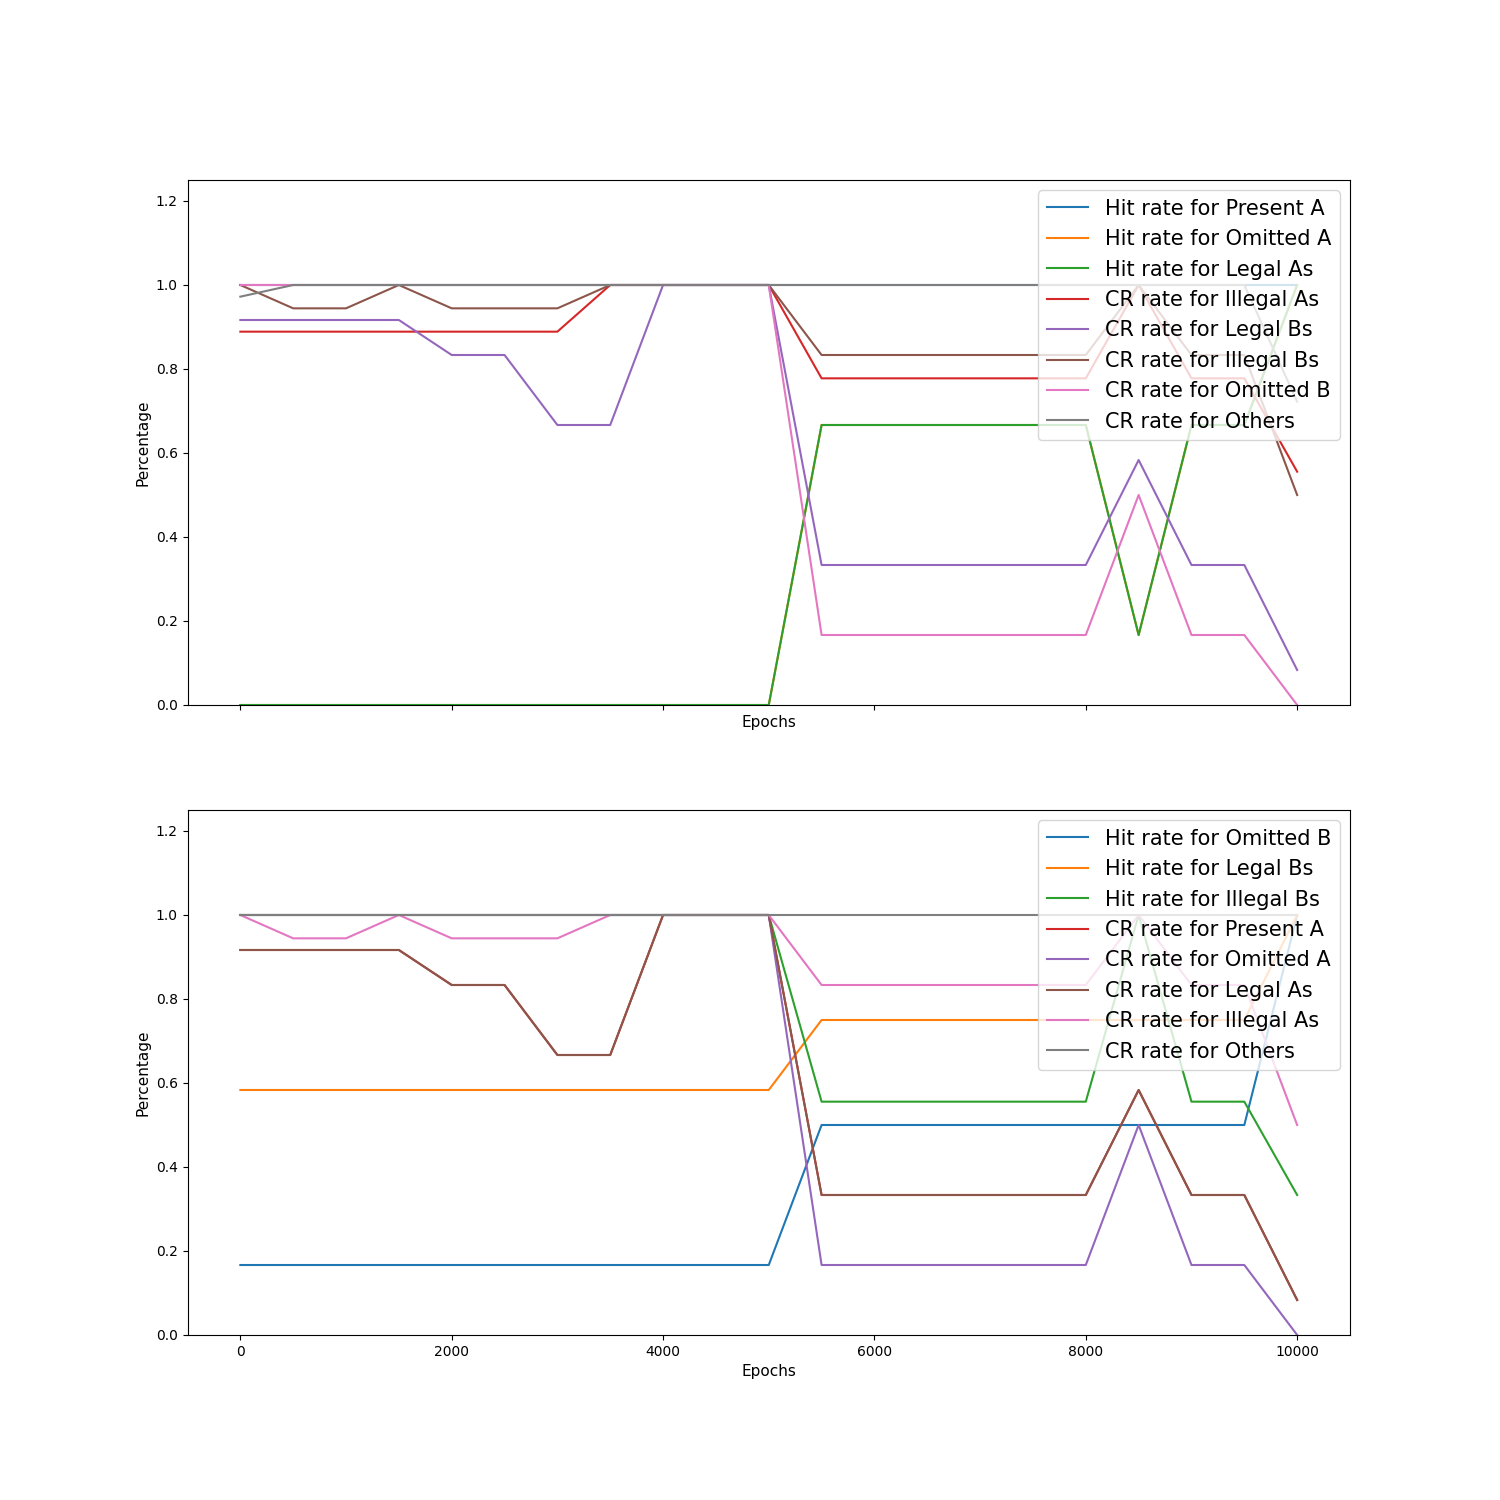 1.2
1.0
0.8
0.6
0.4
0.2
0.0
Percentage
Epochs
Hit rate for Present A
Hit rate for Omitted A
Hit rate for Legal As
CR rate for Illegal As
CR rate for Legal Bs
CR rate for Illegal Bs
CR rate for Omitted B
CR rate for Others
1.2
1.0
0.8
0.6
0.4
0.2
0.0
Percentage
0 2000 4000 6000 8000 10000
Epochs
Hit rate for Omitted B
Hit rate for Legal Bs
Hit rate for Illegal Bs
CR rate for Present A
CR rate for Omitted A
CR rate for Legal As
CR rate for Illegal As
CR rate for Others